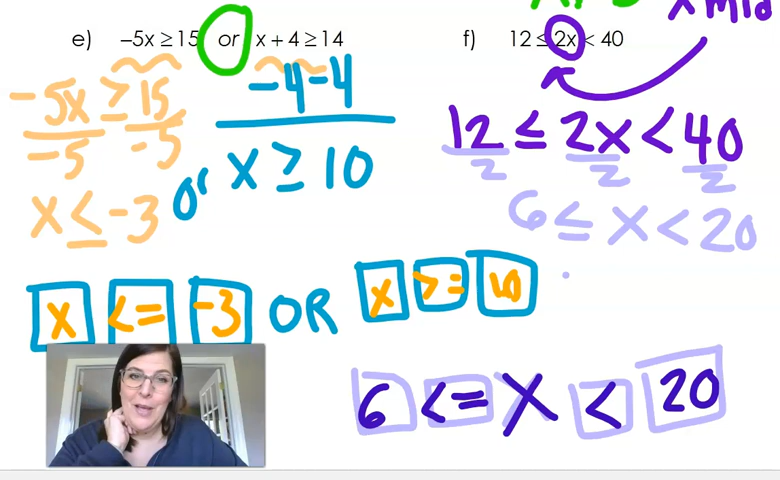 e) –5x ≥ 15 or x + 4 ≥ 14
-5x ≥ 15
-5 -5
x ≤ -3
-4 -4
or x ≥ 10
x <= -3 OR x >= 10
x mid
f) 12 ≤ 2x < 40
12 ≤ 2x < 40
2 2 2
6 ≤ x < 20
6 <= x < 20